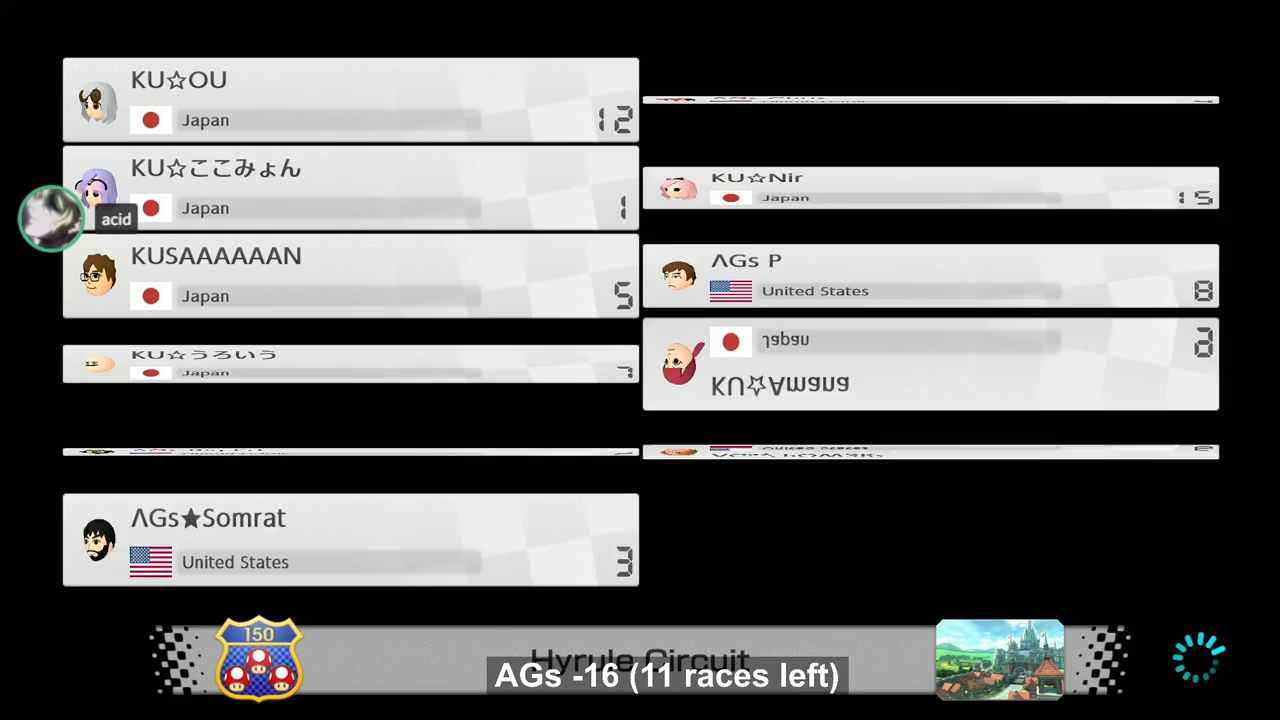 KU☆OU
Japan
12
KU☆ここみょん
Japan
1
acid
KUSAAAAAAN
Japan
5
KU☆うろいう
Japan
7
ΛGs★Somrat
United States
3
KU☆Nir
Japan
15
ΛGs P
United States
8
Japan
KU☆Amana
150
Hyrule Circuit
AGs -16 (11 races left)